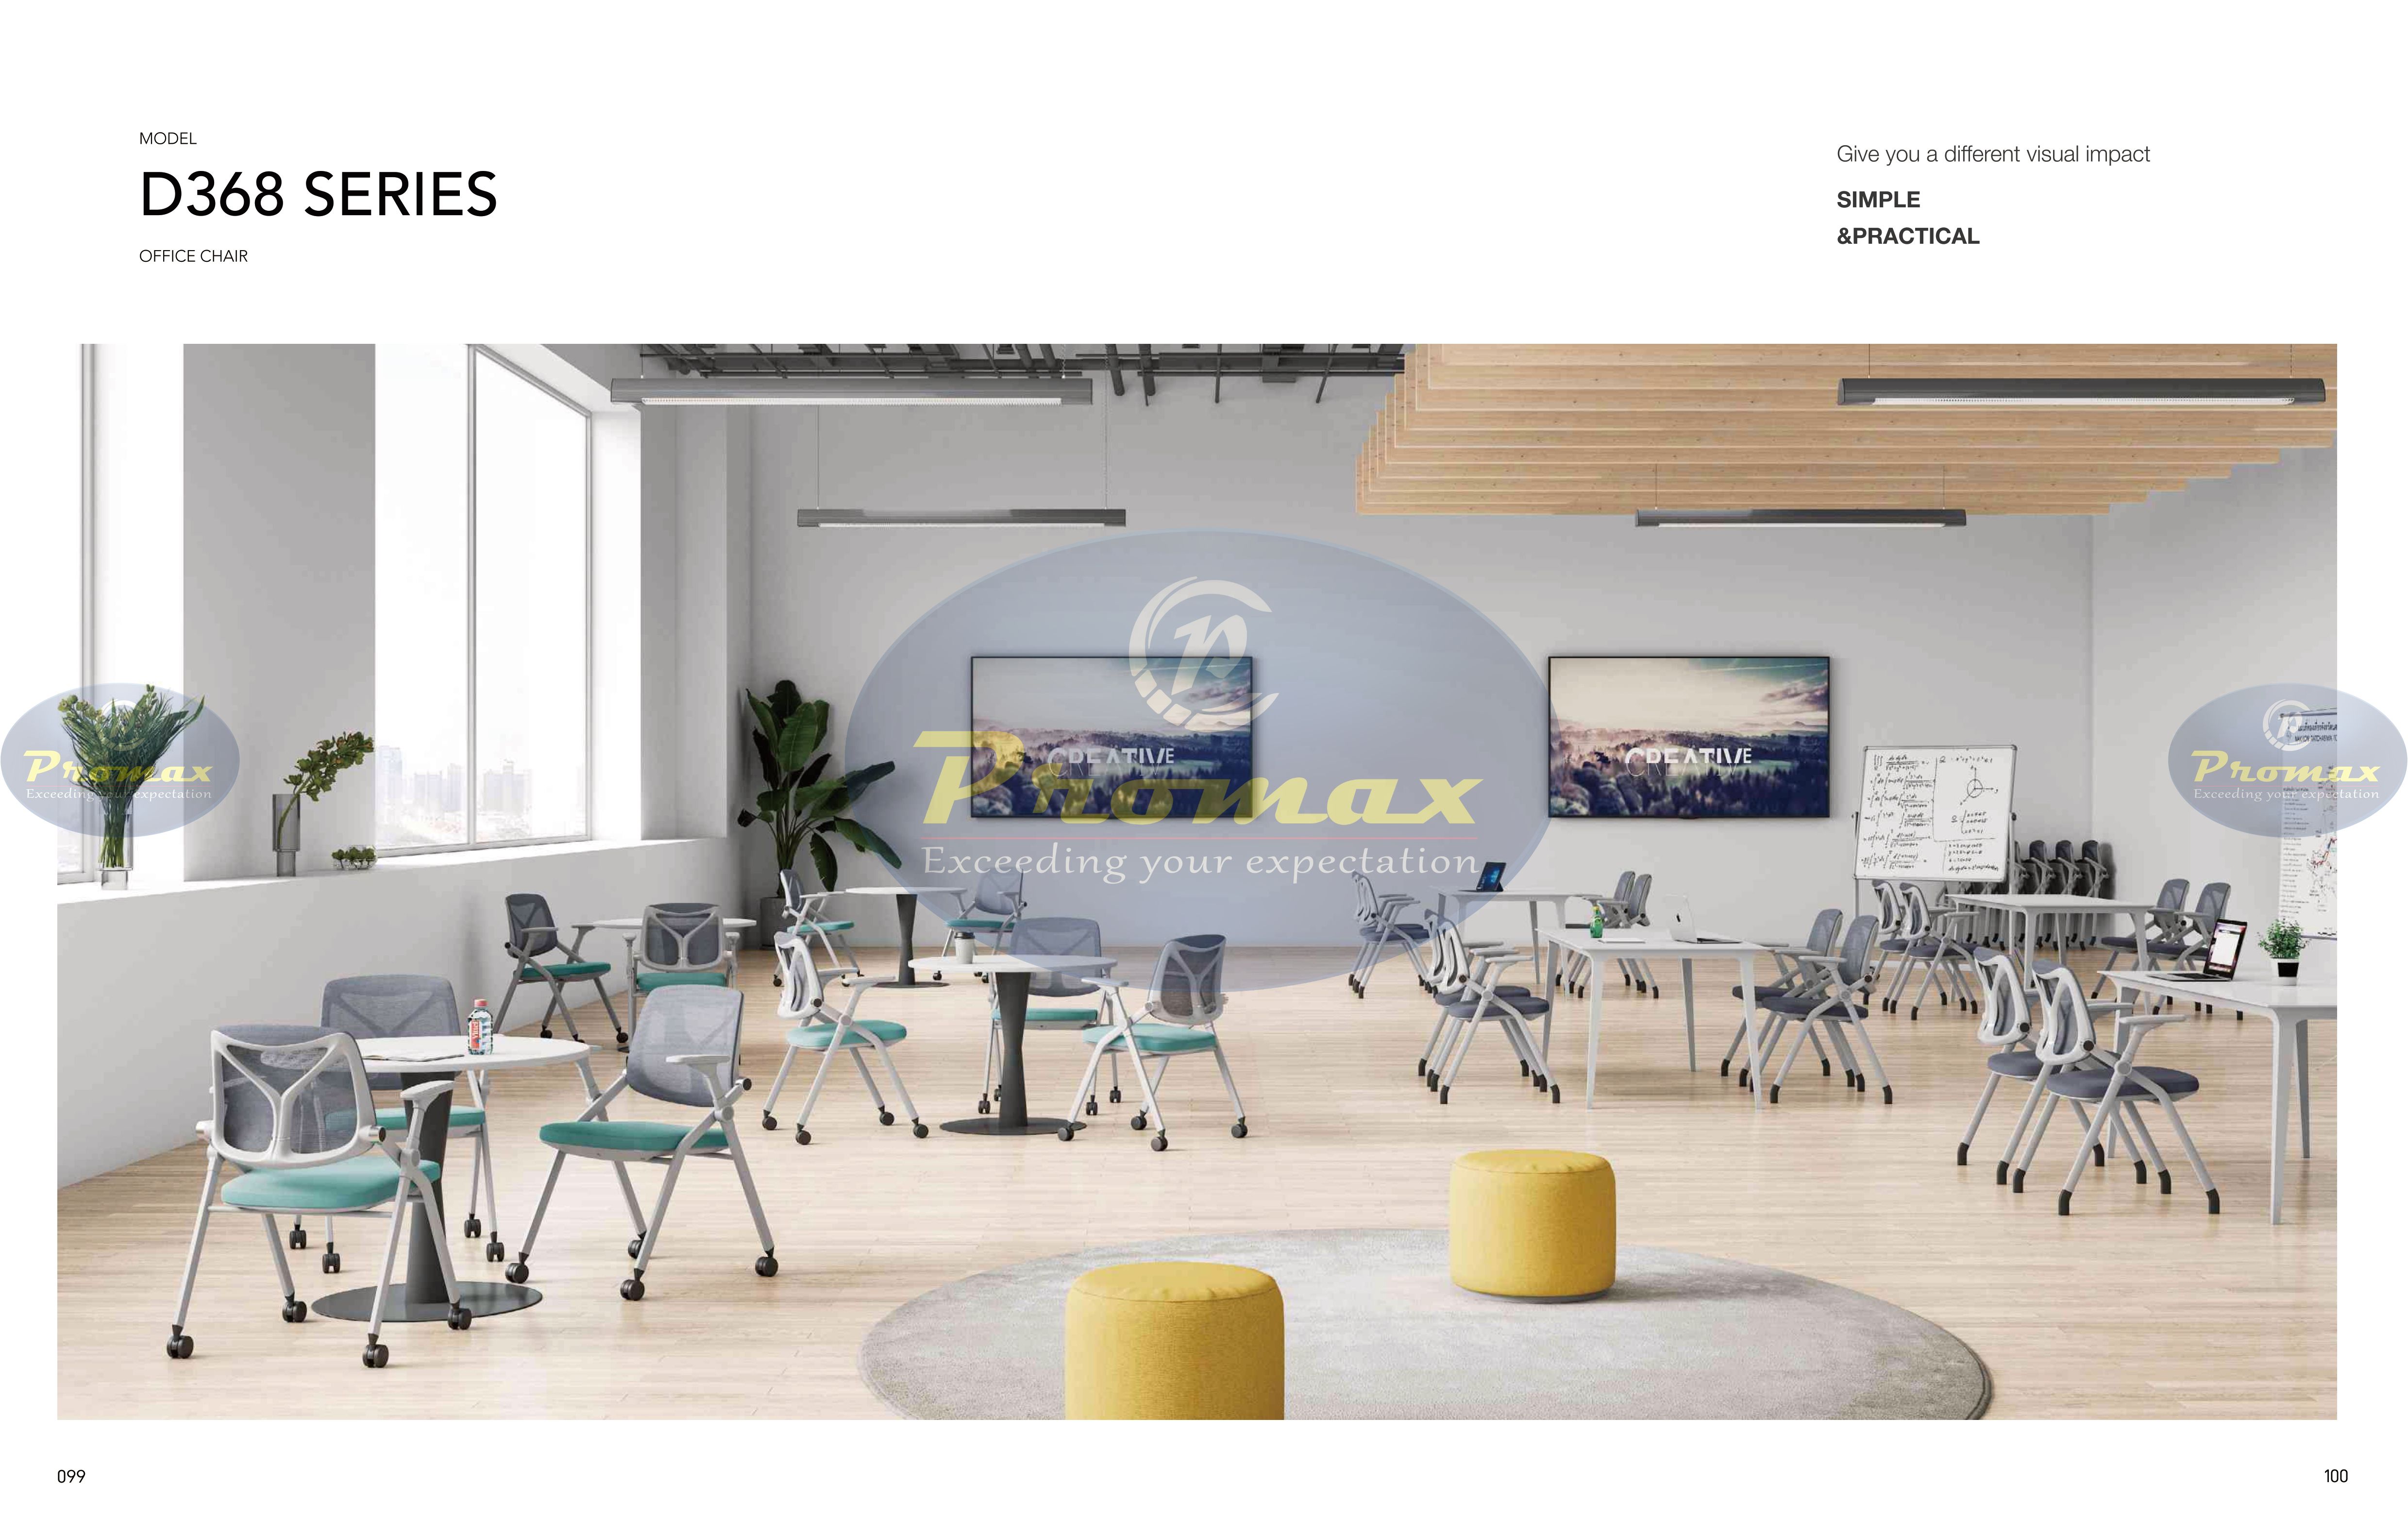 MODEL
D368 SERIES
OFFICE CHAIR
Give you a different visual impact
SIMPLE
&PRACTICAL
CREATIVE
CREATIVE
Promax
Exceeding your expectation
Promax
Exceeding your expectation
Promax
Exceeding your expectation
099
100